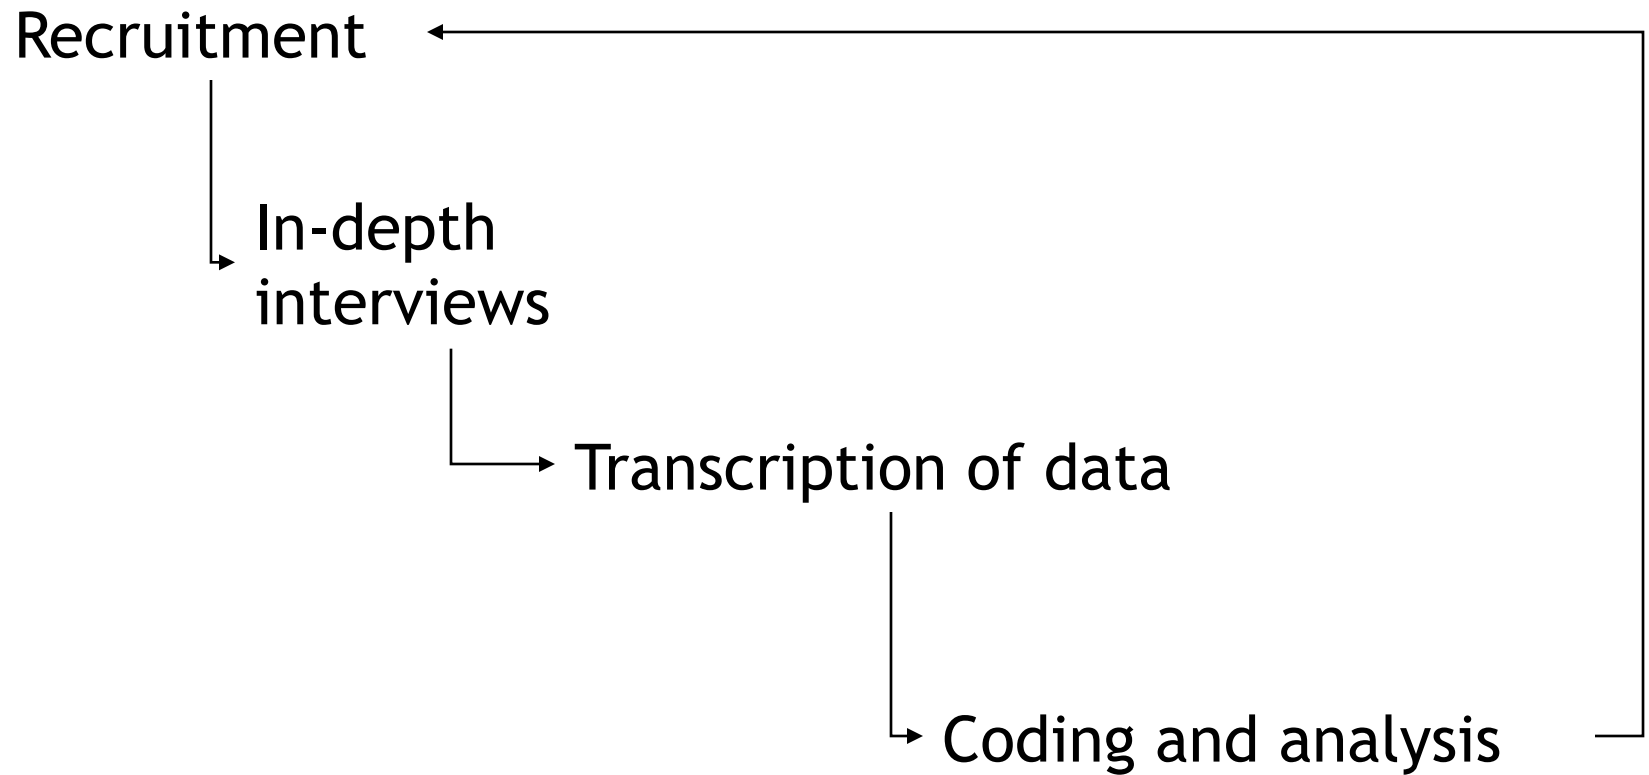 Recruitment
In-depth
interviews
Transcription of data
Coding and analysis